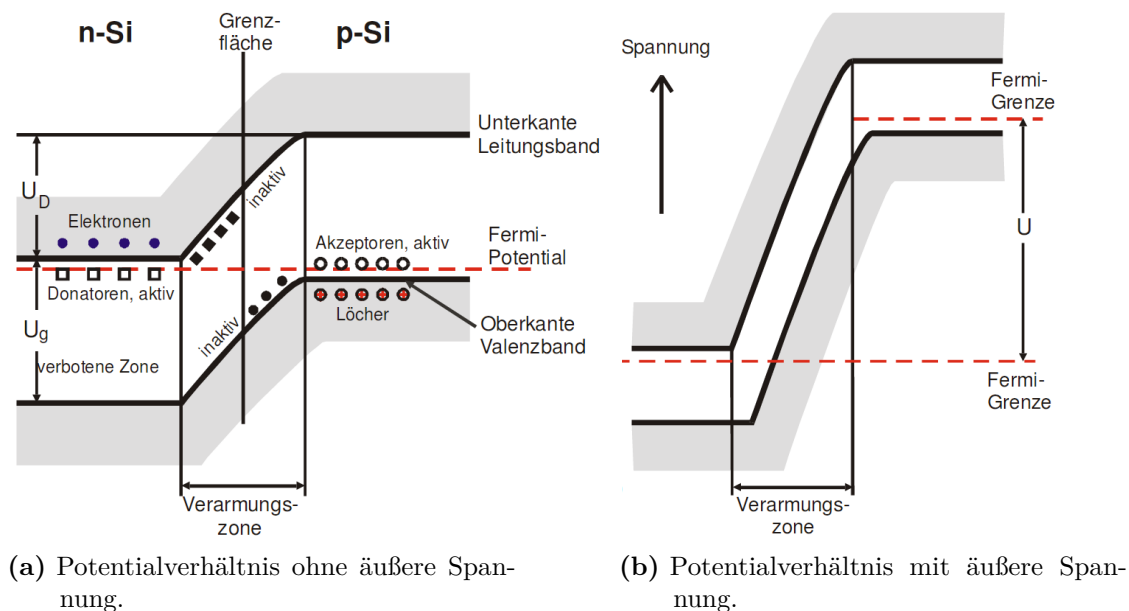 n-Si
Grenz-
fläche
p-Si
Unterkante
Leitungsband
U_D
inaktiv
Elektronen
Akzeptoren, aktiv
Fermi-
Potential
Donatoren, aktiv
U_g
inaktiv
Löcher
Oberkante
Valenzband
verbotene Zone
Verarmungs-
zone
(a) Potentialverhältnis ohne äußere Span-
nung.
Spannung
Fermi-
Grenze
U
Fermi-
Grenze
Verarmungs-
zone
(b) Potentialverhältnis mit äußere Span-
nung.